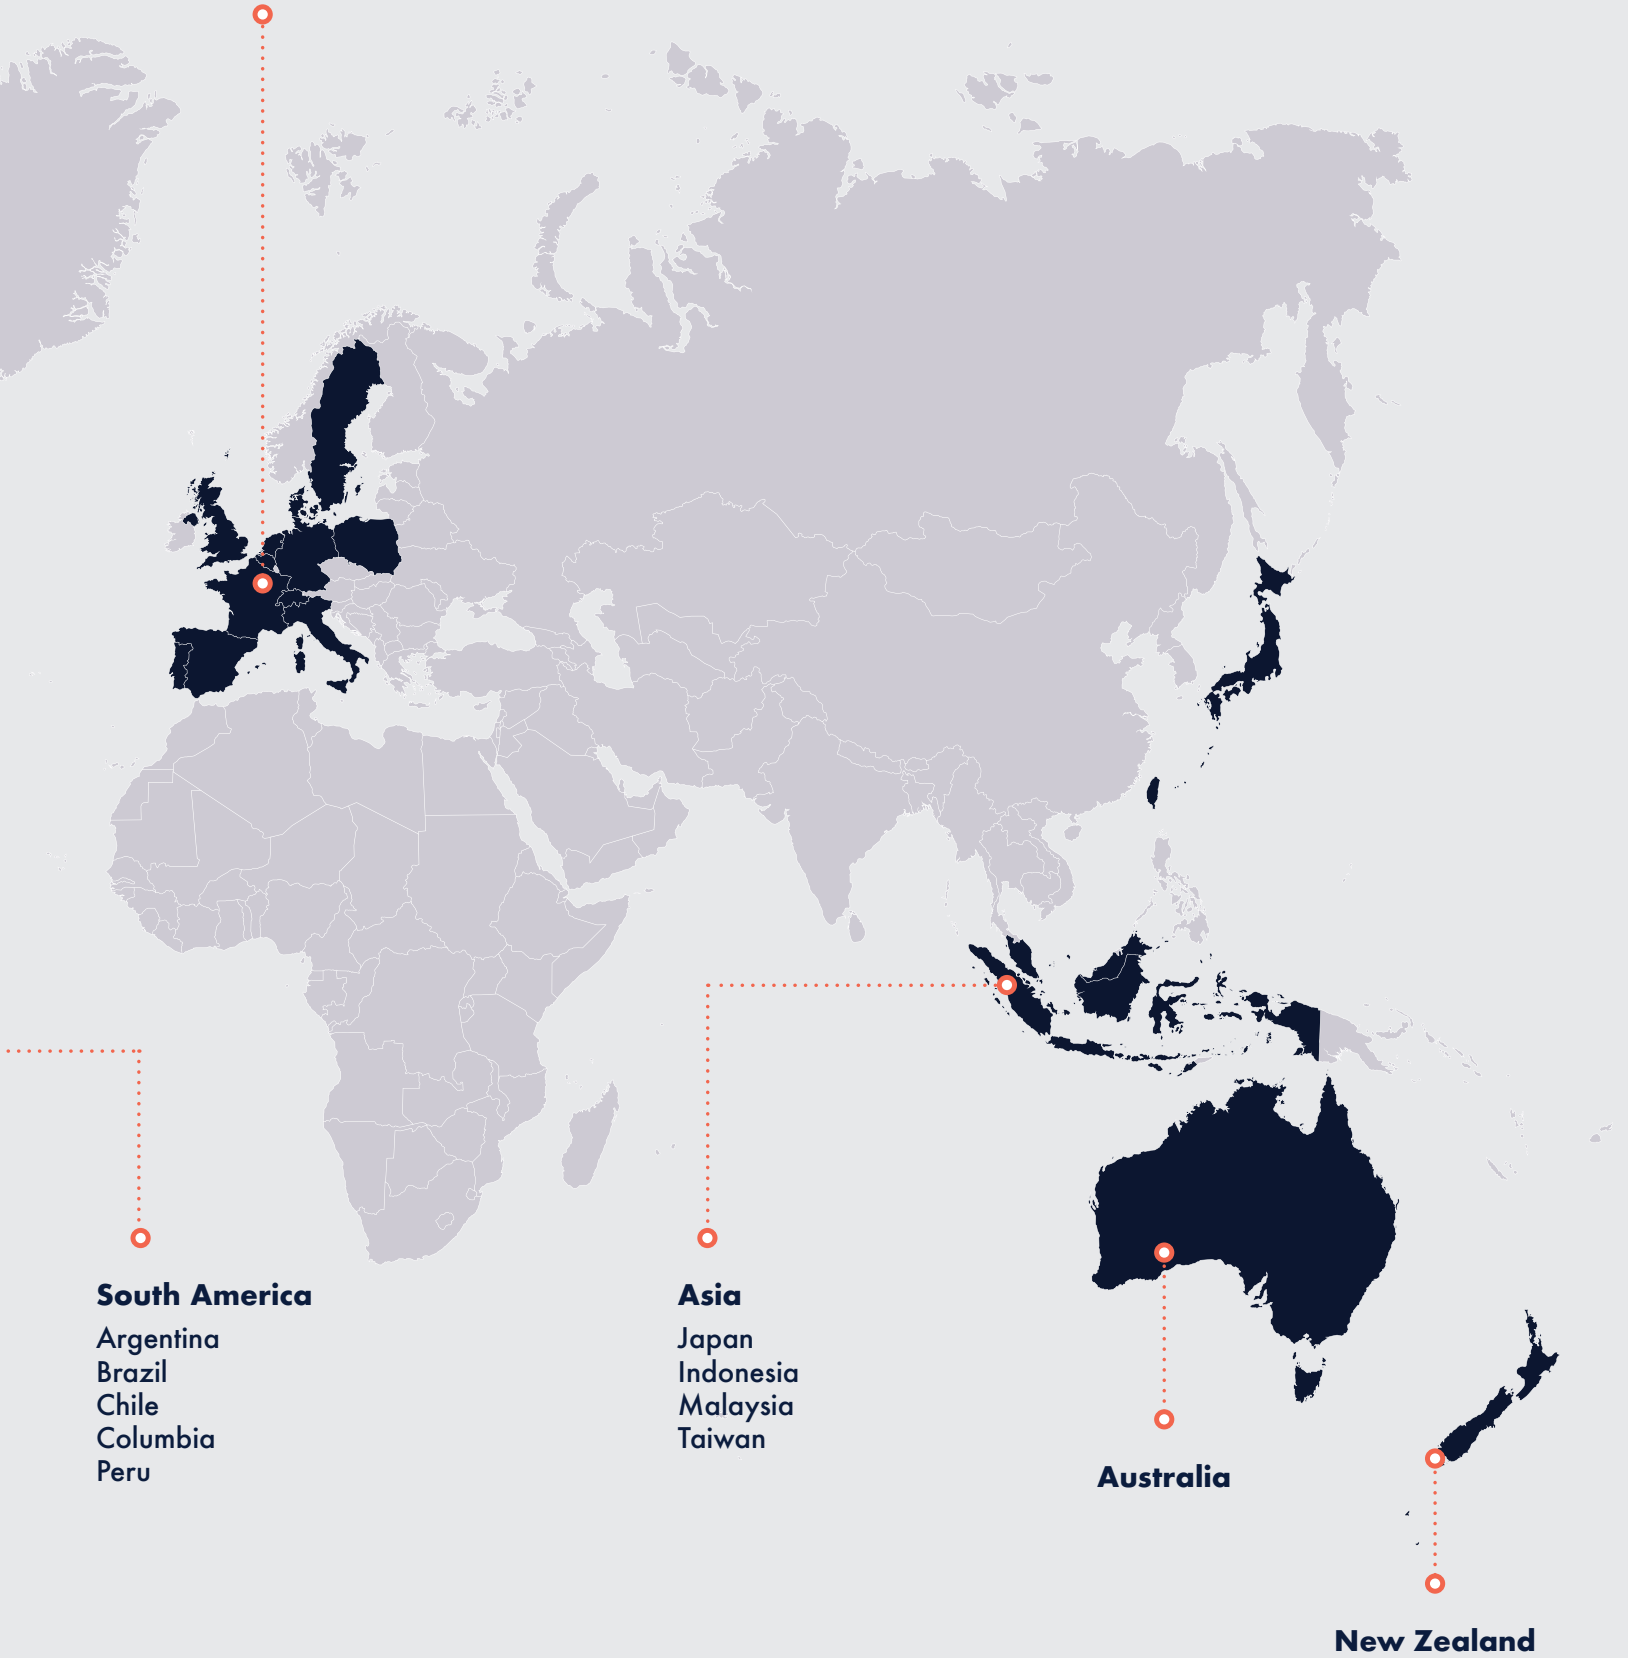 South America
Argentina
Brazil
Chile
Columbia
Peru
Asia
Japan
Indonesia
Malaysia
Taiwan
Australia
New Zealand